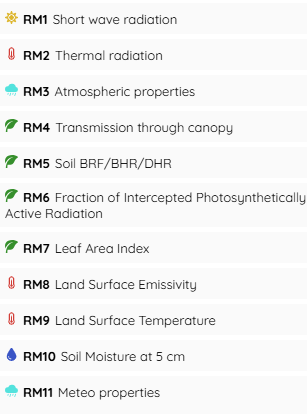 RM1 Short wave radiation
RM2 Thermal radiation
RM3 Atmospheric properties
RM4 Transmission through canopy
RM5 Soil BRF/BHR/DHR
RM6 Fraction of Intercepted Photosynthetically
Active Radiation
RM7 Leaf Area Index
RM8 Land Surface Emissivity
RM9 Land Surface Temperature
RM10 Soil Moisture at 5 cm
RM11 Meteo properties